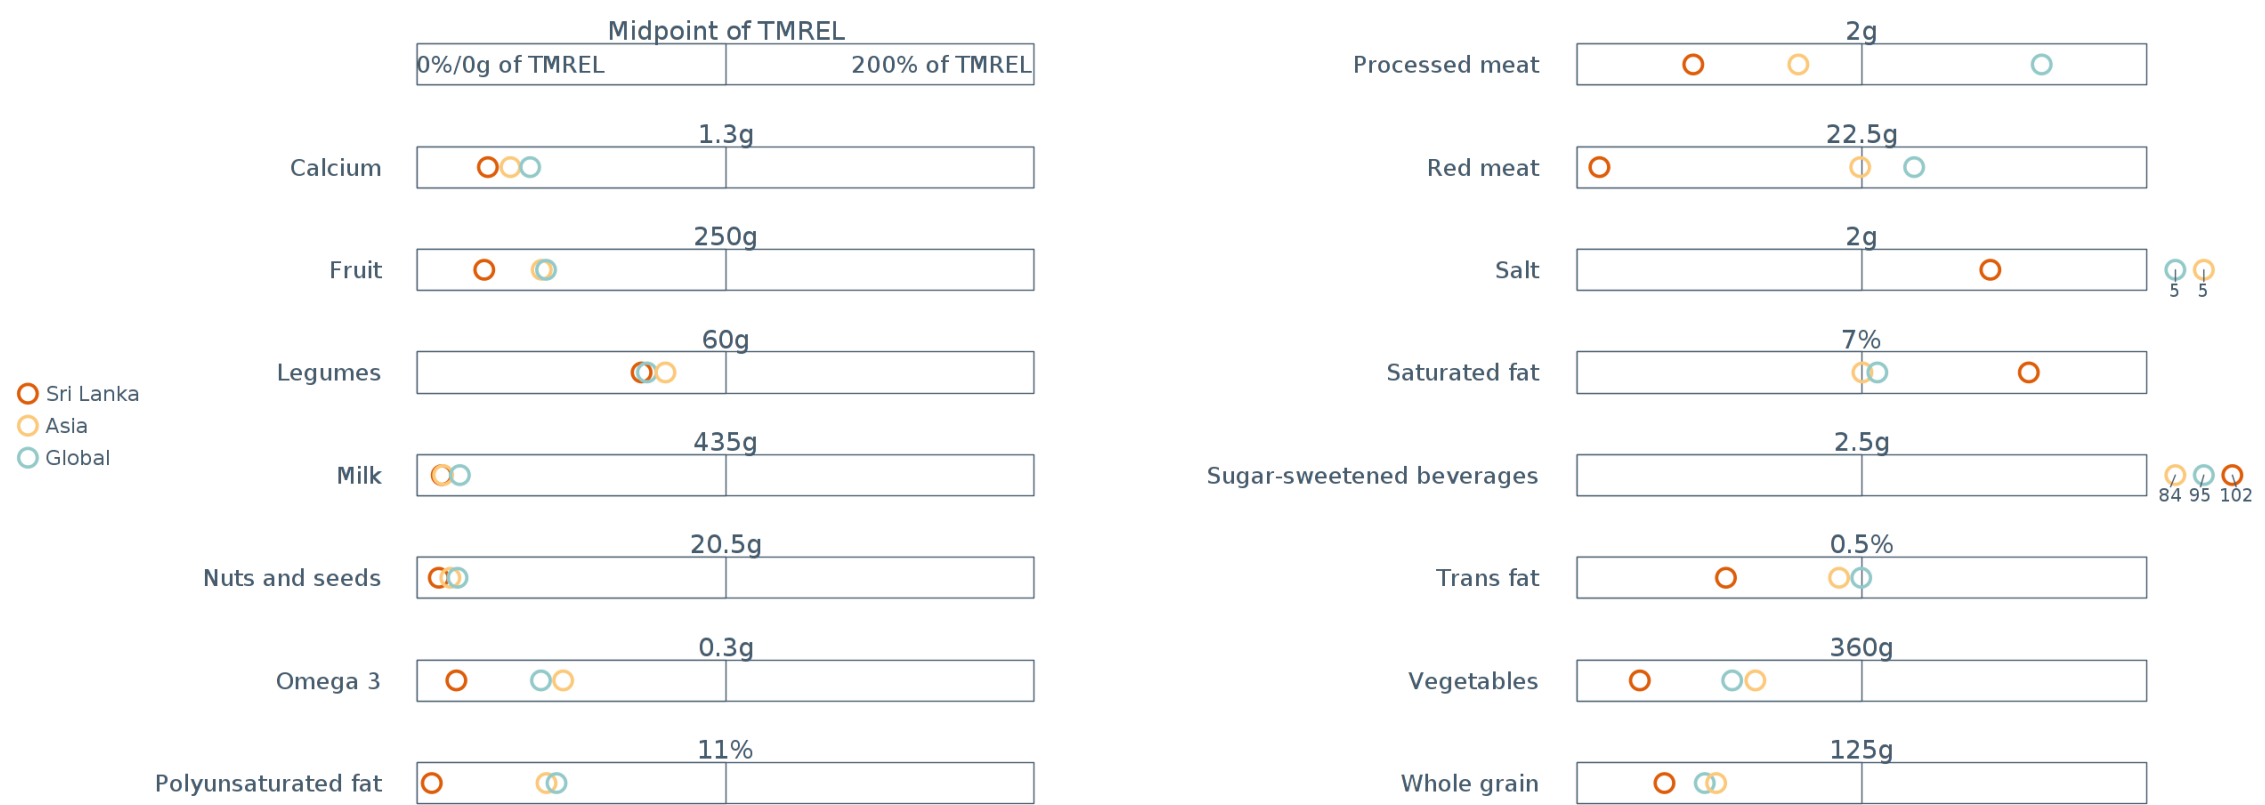 Midpoint of TMREL
0%/0g of TMREL
200% of TMREL
1.3g
Calcium
250g
Fruit
60g
Legumes
435g
Milk
20.5g
Nuts and seeds
0.3g
Omega 3
11%
Polyunsaturated fat
Sri Lanka
Asia
Global
2g
Processed meat
22.5g
Red meat
2g
Salt
5 5
7%
Saturated fat
2.5g
Sugar-sweetened beverages
84 95 102
0.5%
Trans fat
360g
Vegetables
125g
Whole grain